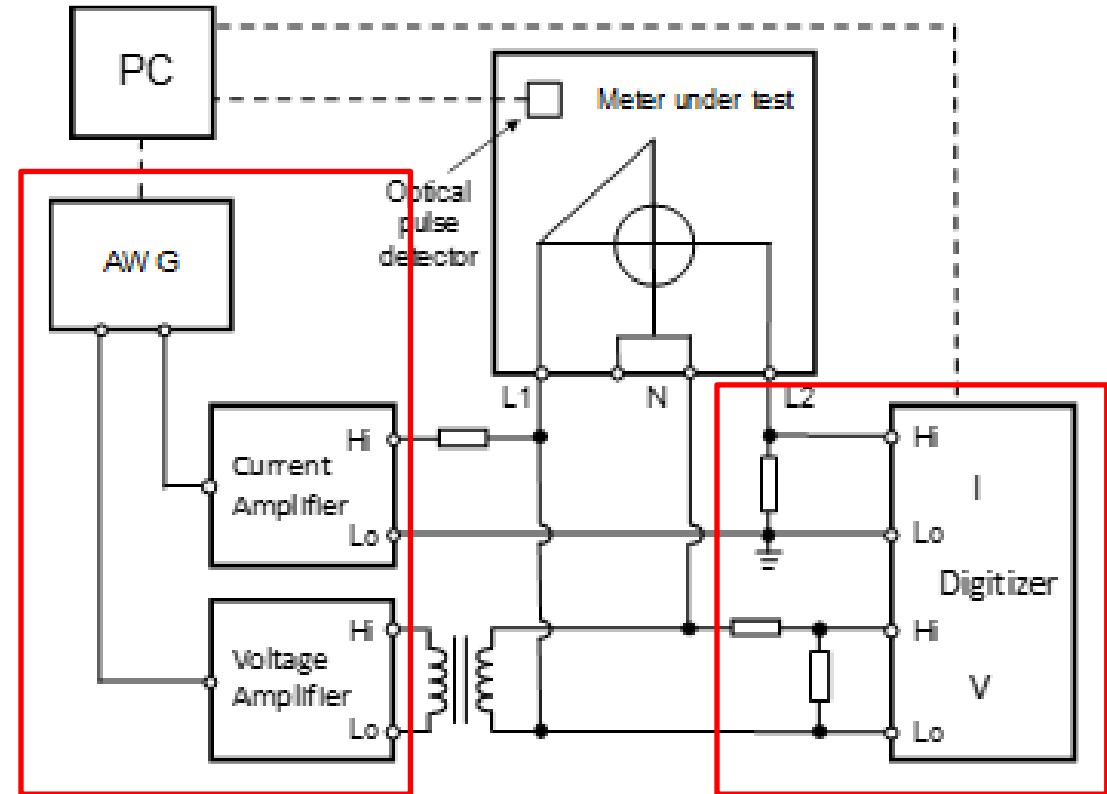 PC
Meter under test
Optical
pulse
detector
AWG
L1
N
L2
Hi
Current
Amplifier
Lo
Hi
I
Lo
Digitizer
Hi
Voltage
Amplifier
Lo
Hi
V
Lo